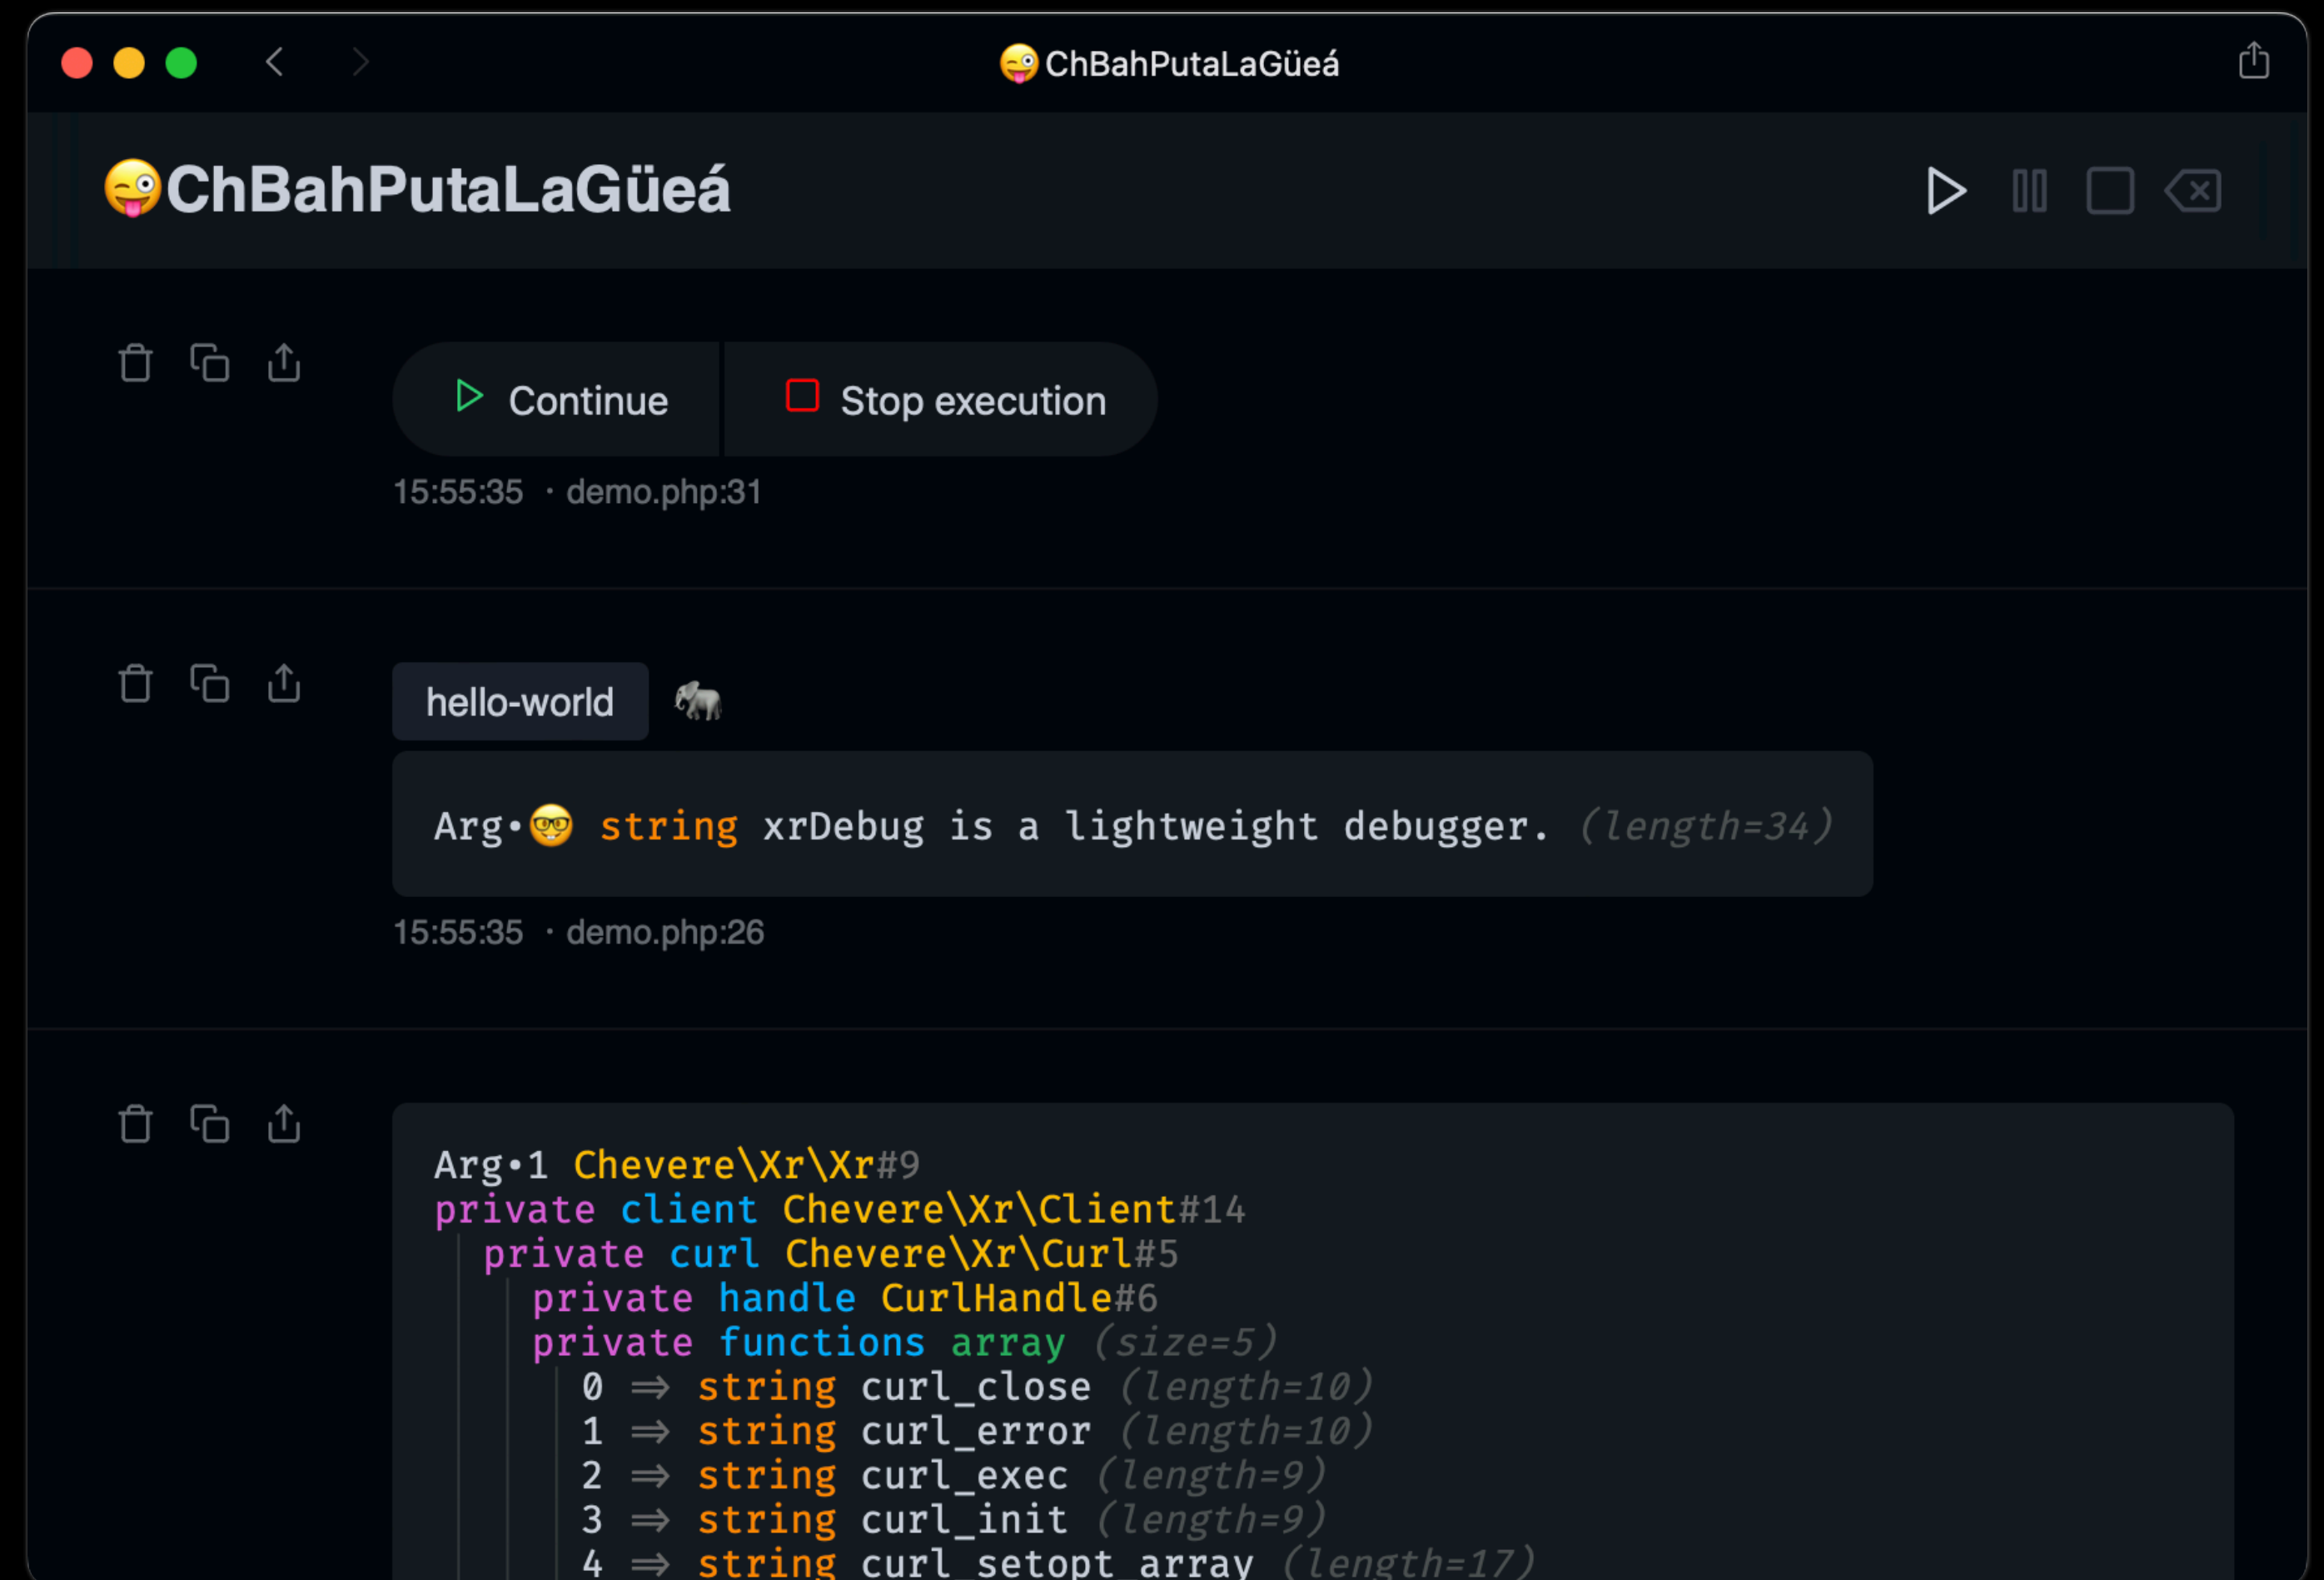 😜ChBahPutaLaGüeá
😜ChBahPutaLaGüeá
Continue
Stop execution
15:55:35 · demo.php:31
hello-world 🐘
Arg•🤓 string xrDebug is a lightweight debugger. (length=34)
15:55:35 · demo.php:26
Arg•1 Chevere\Xr\Xr#9
private client Chevere\Xr\Client#14
private curl Chevere\Xr\Curl#5
private handle CurlHandle#6
private functions array (size=5)
0 => string curl_close (length=10)
1 => string curl_error (length=10)
2 => string curl_exec (length=9)
3 => string curl_init (length=9)
4 => string curl_setopt_array (length=17)